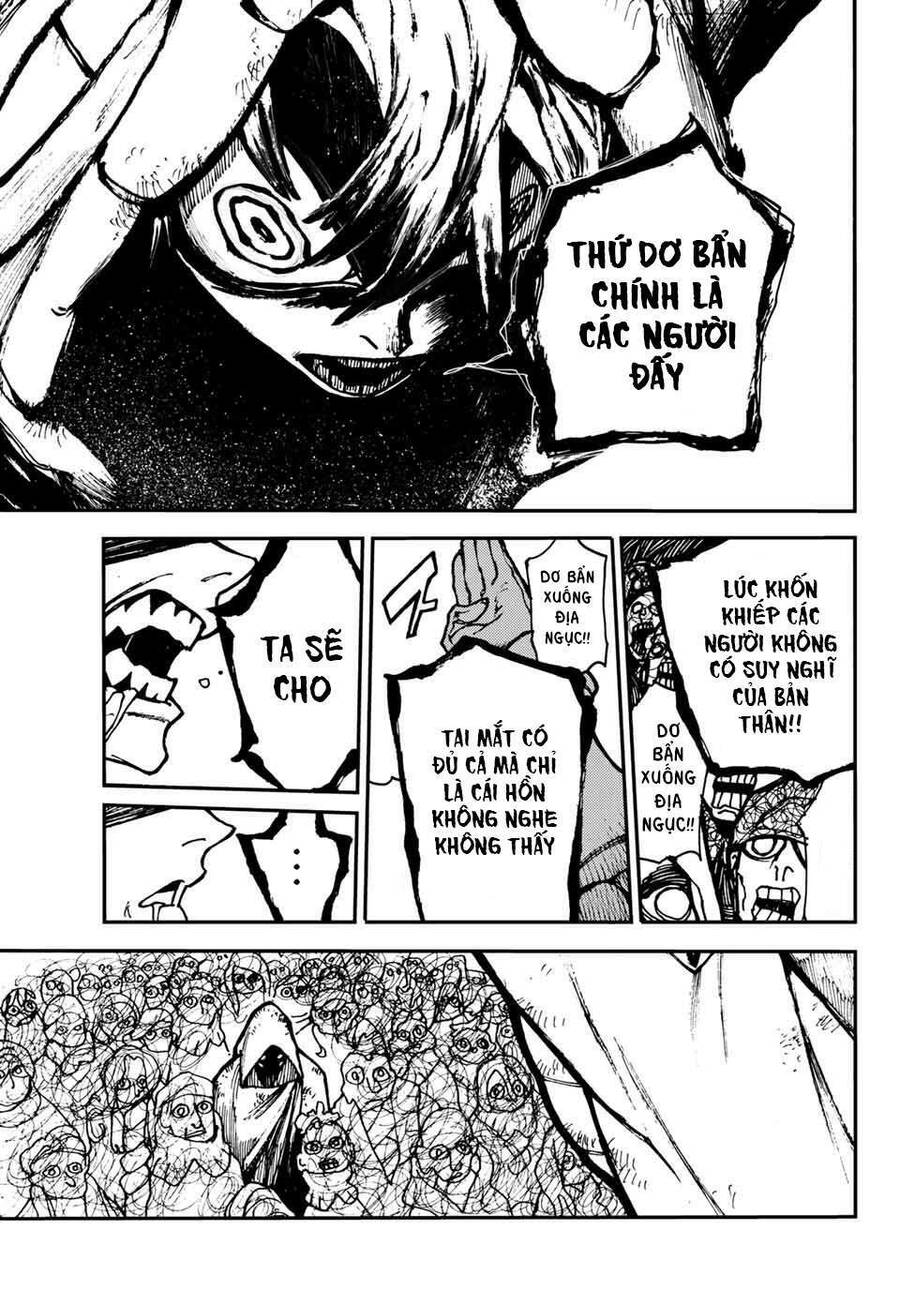 THỨ DƠ BẨN
CHÍNH LÀ
CÁC NGƯỜI
ĐẤY
LÚC KHỐN
KHIẾP CÁC
NGƯỜI KHÔNG
CÓ SUY NGHĨ
CỦA BẢN
THÂN!!
DƠ
BẨN
XUỐNG
ĐỊA
NGỤC!!
DƠ BẨN
XUỐNG
ĐỊA
NGỤC!!
TAI MẮT CÓ
ĐỦ CẢ MÀ CHỈ
LÀ CÁI HỒN
KHÔNG NGHE
KHÔNG THẤY
TA SẼ
CHO
...